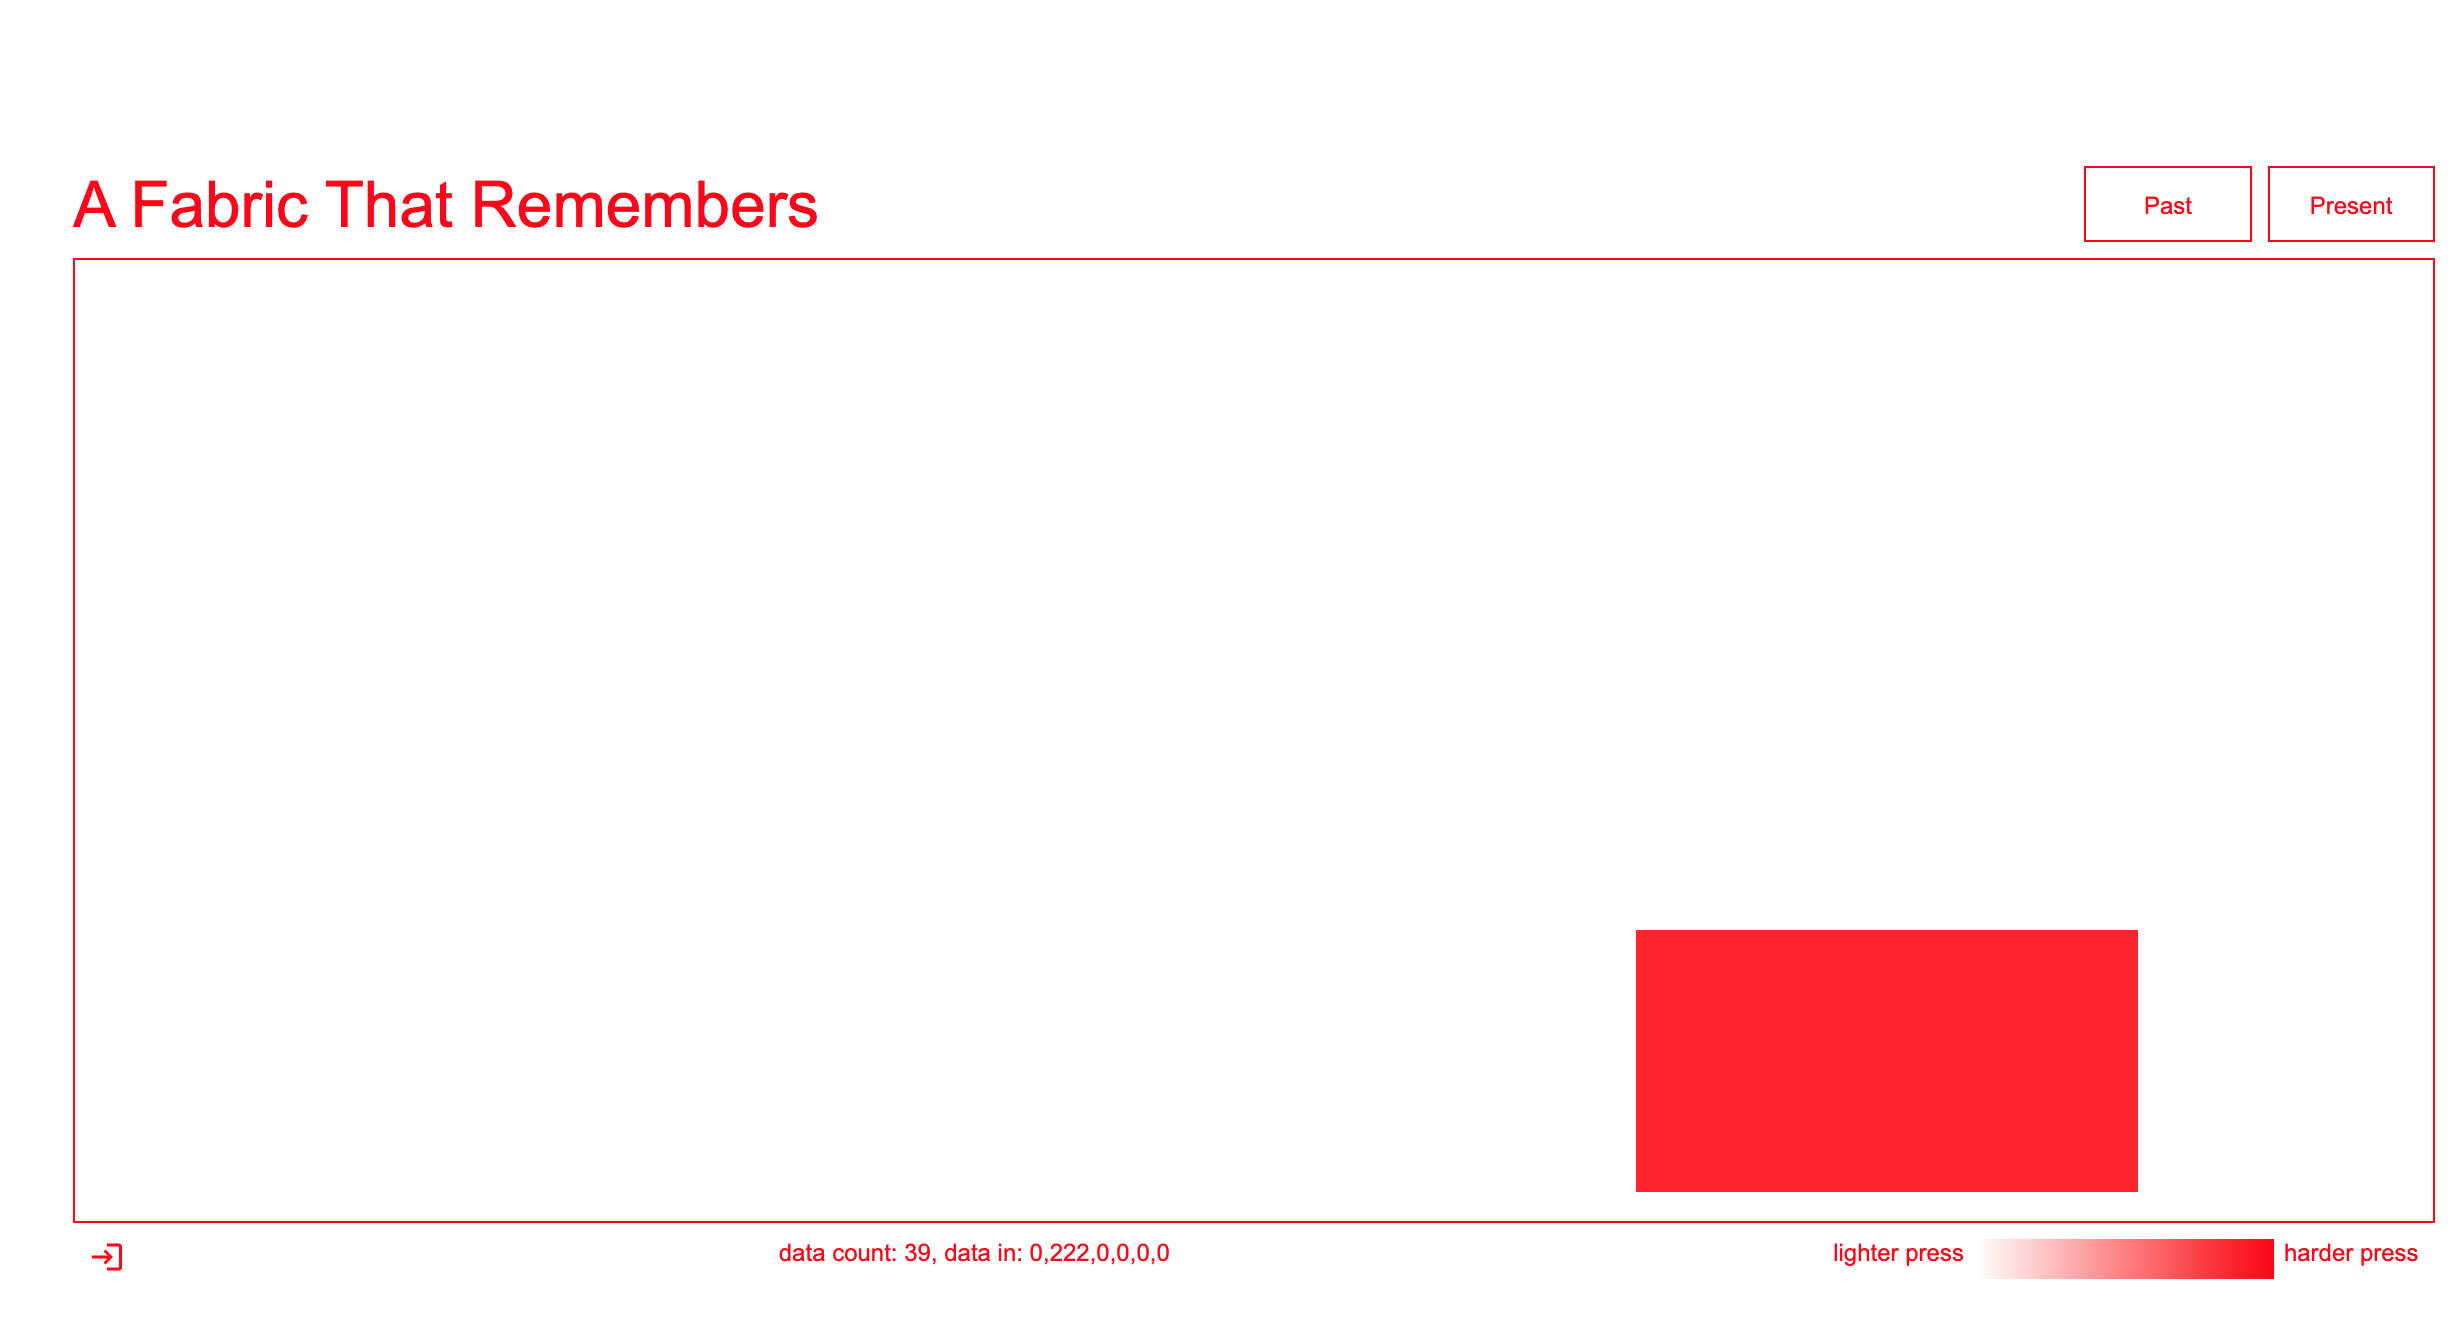 A Fabric That Remembers
Past
Present
data count: 39, data in: 0,222,0,0,0,0
lighter press
harder press